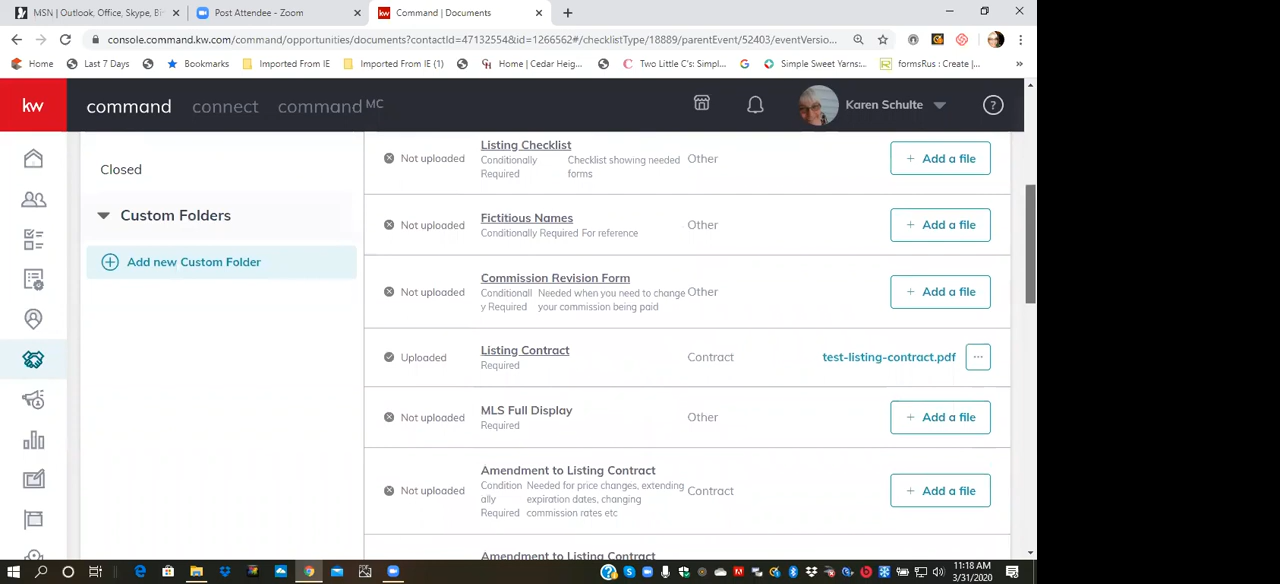 MSN | Outlook, Office, Skype, Bi
Post Attendee - Zoom
Command | Documents
console.command.kw.com/command/opportunities/documents?contactId=47132554&id=1266562#/checklistType/18889/parentEvent/52403/eventVersio...
Home
Last 7 Days
Bookmarks
Imported From IE
Imported From IE (1)
Home | Cedar Heig...
Two Little C's: Simpl...
Simple Sweet Yarns:...
formsRus : Create |...
»
kw
command
connect
command MC
Karen Schulte
?
Closed
Custom Folders
Add new Custom Folder
Not uploaded
Listing Checklist
Conditionally Required
Checklist showing needed forms
Other
+ Add a file
Not uploaded
Fictitious Names
Conditionally Required For reference
Other
+ Add a file
Not uploaded
Commission Revision Form
Conditionall y Required
Needed when you need to change your commission being paid
Other
+ Add a file
Uploaded
Listing Contract
Required
Contract
test-listing-contract.pdf
...
Not uploaded
MLS Full Display
Required
Other
+ Add a file
Not uploaded
Amendment to Listing Contract
Condition ally Required
Needed for price changes, extending expiration dates, changing commission rates etc
Contract
+ Add a file
Amendment to Listing Contract
11:18 AM
3/31/2020